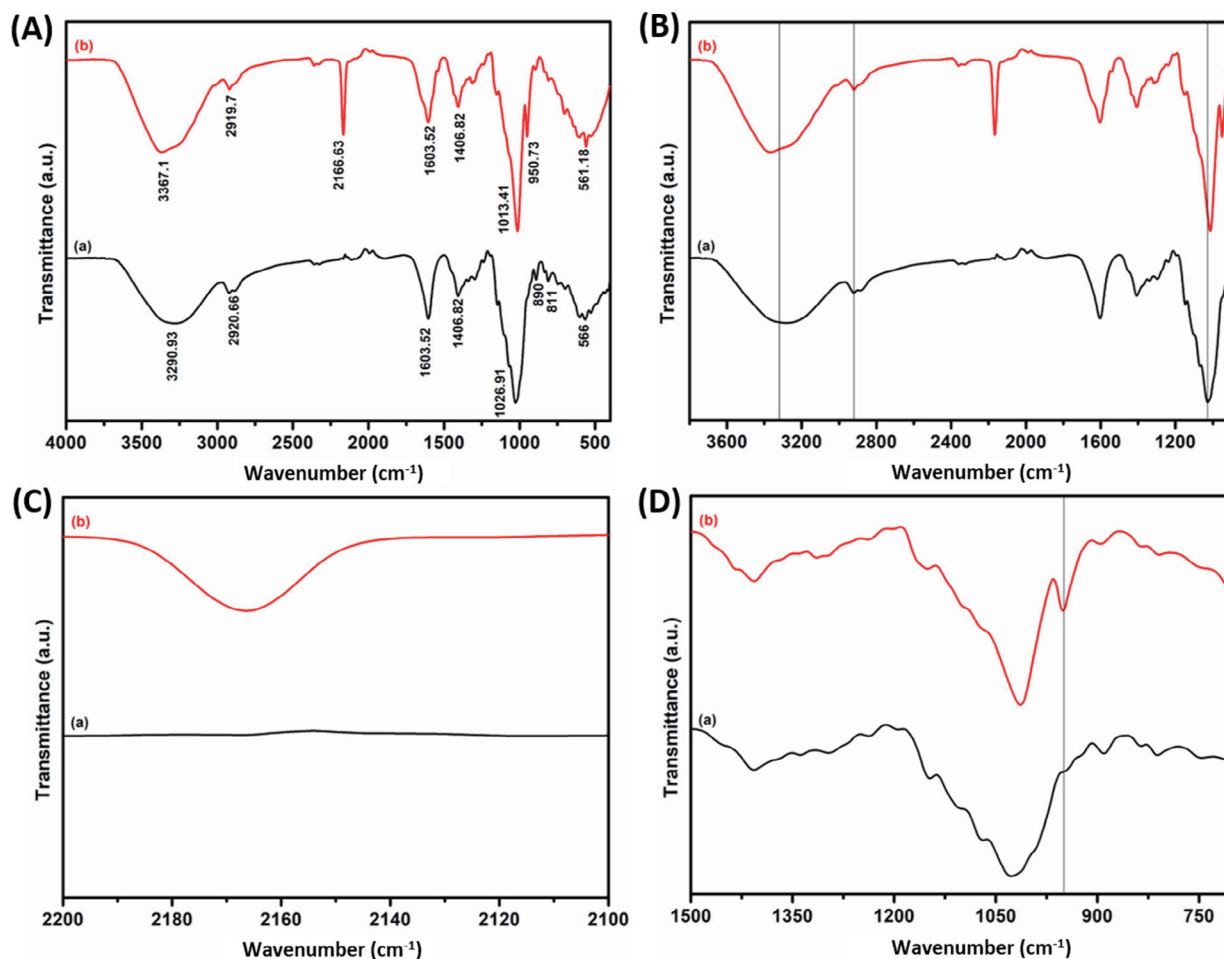 (A)
(b)
2919.7
3367.1
2166.63
1603.52
1406.82
1013.41
950.73
561.18
(a)
3290.93
2920.66
1603.52
1406.82
1026.91
890
811
566
Transmittance (a.u.)
4000 3500 3000 2500 2000 1500 1000 500
Wavenumber (cm⁻¹)
(B)
(b)
(a)
Transmittance (a.u.)
3600 3200 2800 2400 2000 1600 1200
Wavenumber (cm⁻¹)
(C)
(b)
(a)
Transmittance (a.u.)
2200 2180 2160 2140 2120 2100
Wavenumber (cm⁻¹)
(D)
(b)
(a)
Transmittance (a.u.)
1500 1350 1200 1050 900 750
Wavenumber (cm⁻¹)